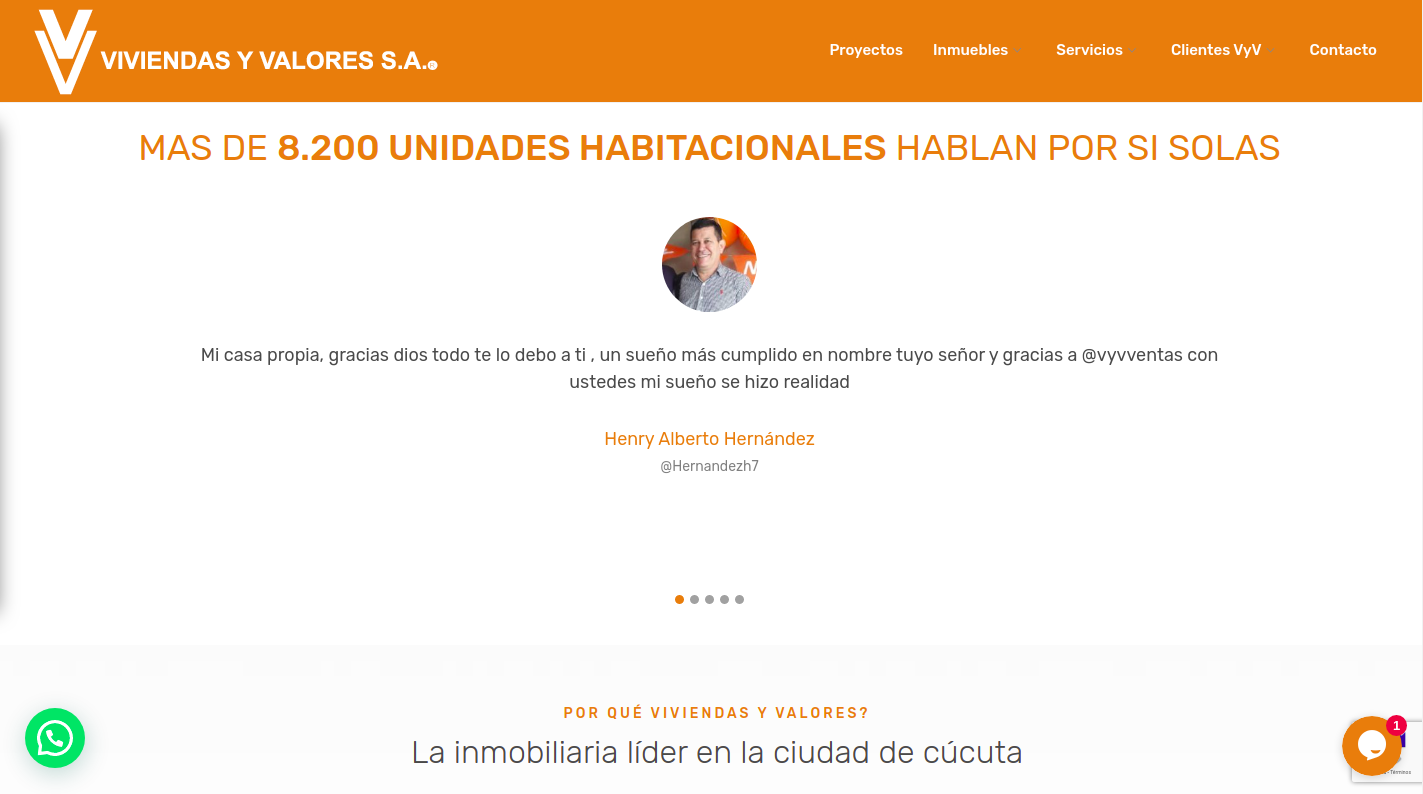 VIVIENDAS Y VALORES S.A.
Proyectos
Inmuebles
Servicios
Clientes VyV
Contacto
MAS DE 8.200 UNIDADES HABITACIONALES HABLAN POR SI SOLAS
Mi casa propia, gracias dios todo te lo debo a ti , un sueño más cumplido en nombre tuyo señor y gracias a @vyvventas con
ustedes mi sueño se hizo realidad
Henry Alberto Hernández
@Hernandezh7
POR QUÉ VIVIENDAS Y VALORES?
La inmobiliaria líder en la ciudad de cúcuta
1
- Términos